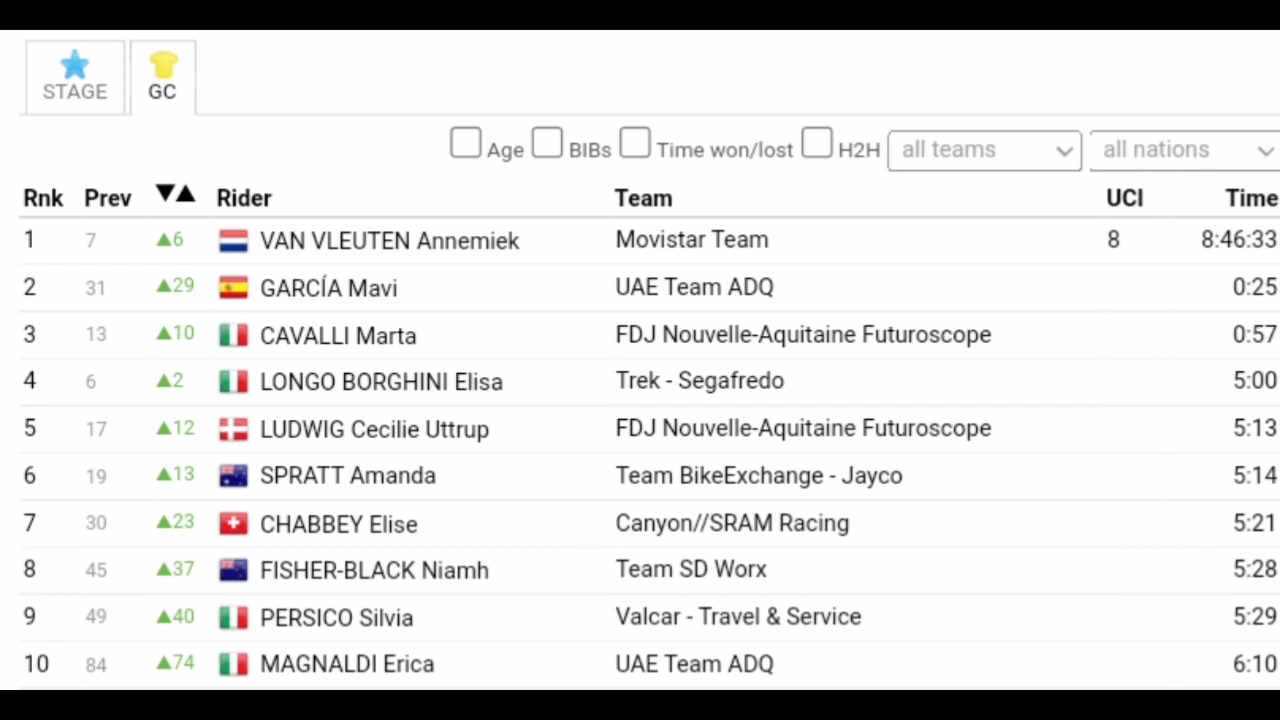 STAGE GC
Age BIBs Time won/lost H2H all teams all nations
Rnk Prev ▼▲ Rider Team UCI Time
1 7 ▲6 VAN VLEUTEN Annemiek Movistar Team 8 8:46:33
2 31 ▲29 GARCÍA Mavi UAE Team ADQ 0:25
3 13 ▲10 CAVALLI Marta FDJ Nouvelle-Aquitaine Futuroscope 0:57
4 6 ▲2 LONGO BORGHINI Elisa Trek - Segafredo 5:00
5 17 ▲12 LUDWIG Cecilie Uttrup FDJ Nouvelle-Aquitaine Futuroscope 5:13
6 19 ▲13 SPRATT Amanda Team BikeExchange - Jayco 5:14
7 30 ▲23 CHABBEY Elise Canyon//SRAM Racing 5:21
8 45 ▲37 FISHER-BLACK Niamh Team SD Worx 5:28
9 49 ▲40 PERSICO Silvia Valcar - Travel & Service 5:29
10 84 ▲74 MAGNALDI Erica UAE Team ADQ 6:10